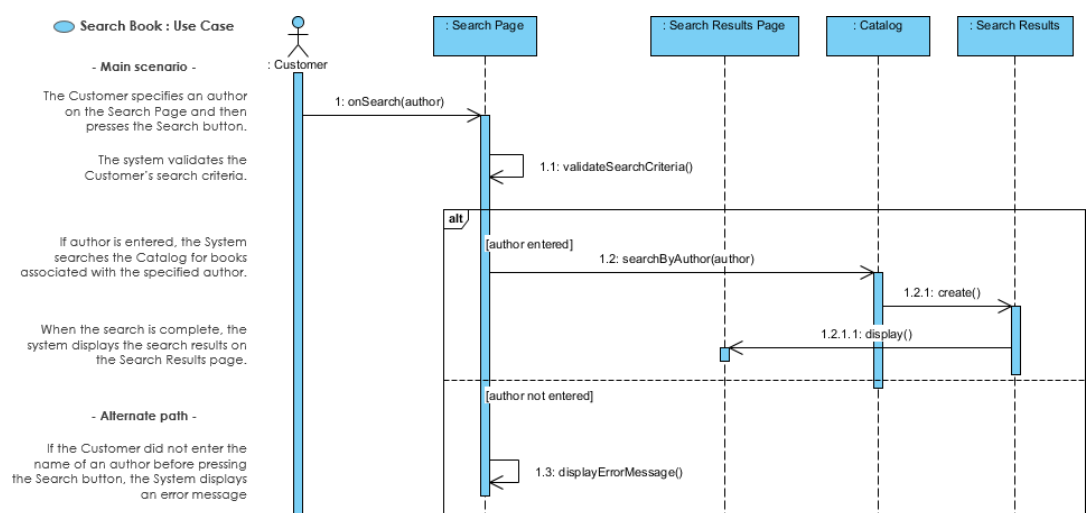 Search Book : Use Case
: Customer
: Search Page
: Search Results Page
: Catalog
: Search Results
- Main scenario -
The Customer specifies an author
on the Search Page and then
presses the Search button.
1: onSearch(author)
The system validates the
Customer's search criteria.
1.1: validateSearchCriteria()
alt
[author entered]
If author is entered, the System
searches the Catalog for books
associated with the specified author.
1.2: searchByAuthor(author)
1.2.1: create()
When the search is complete, the
system displays the search results on
the Search Results page.
1.2.1.1: display()
[author not entered]
- Alternate path -
If the Customer did not enter the
name of an author before pressing
the Search button, the System displays
an error message
1.3: displayErrorMessage()